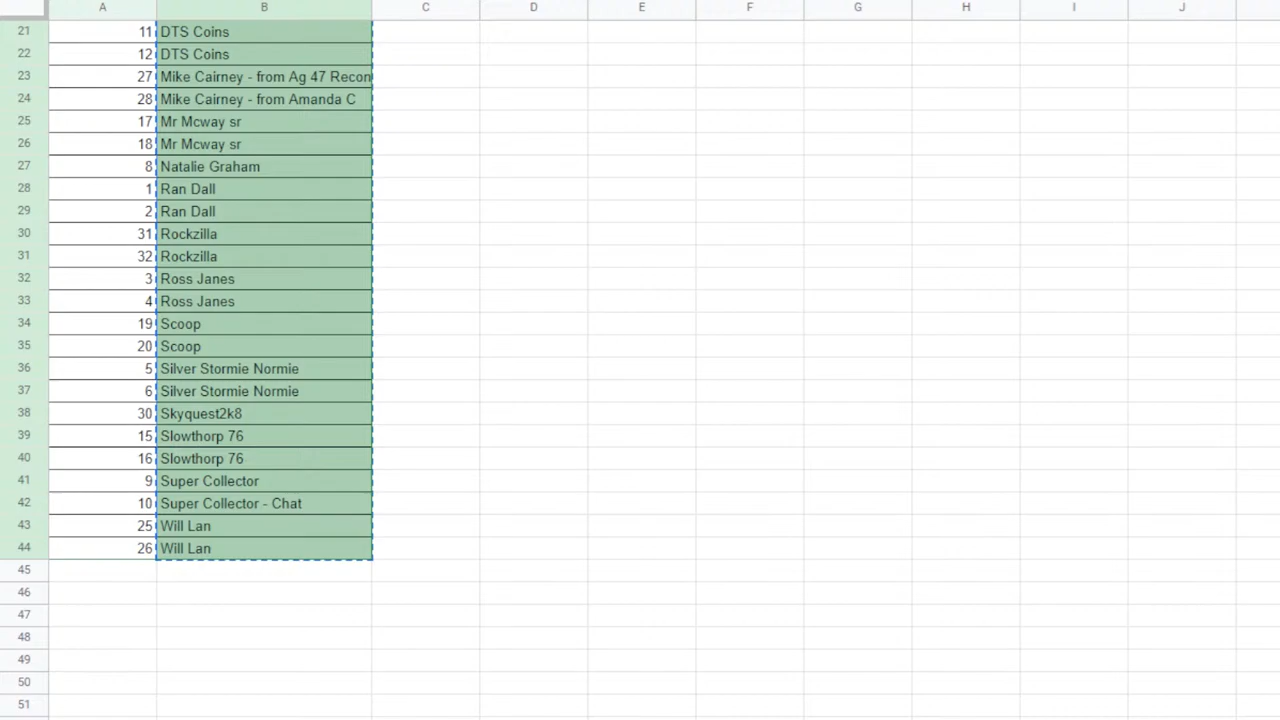 A B C D E F G H I J
21 11 DTS Coins
22 12 DTS Coins
23 27 Mike Cairney - from Ag 47 Recon
24 28 Mike Cairney - from Amanda C
25 17 Mr Mcway sr
26 18 Mr Mcway sr
27 8 Natalie Graham
28 1 Ran Dall
29 2 Ran Dall
30 31 Rockzilla
31 32 Rockzilla
32 3 Ross Janes
33 4 Ross Janes
34 19 Scoop
35 20 Scoop
36 5 Silver Stormie Normie
37 6 Silver Stormie Normie
38 30 Skyquest2k8
39 15 Slowthorp 76
40 16 Slowthorp 76
41 9 Super Collector
42 10 Super Collector - Chat
43 25 Will Lan
44 26 Will Lan
45
46
47
48
49
50
51